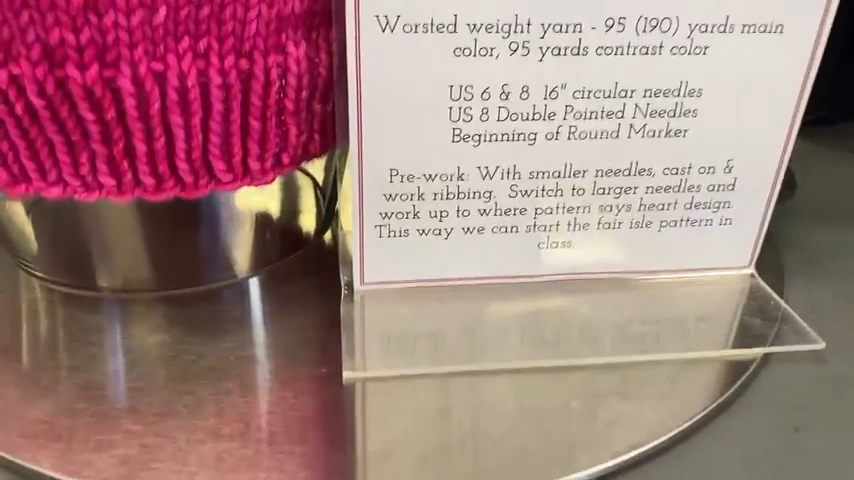 Worsted weight yarn - 95 (190) yards main
color, 95 yards contrast color
US 6 & 8 16" circular needles
US 8 Double Pointed Needles
Beginning of Round Marker
Pre-work: With smaller needles, cast on &
work ribbing. Switch to larger needles and
work up to where pattern says heart design.
This way we can start the fair isle pattern in
class.